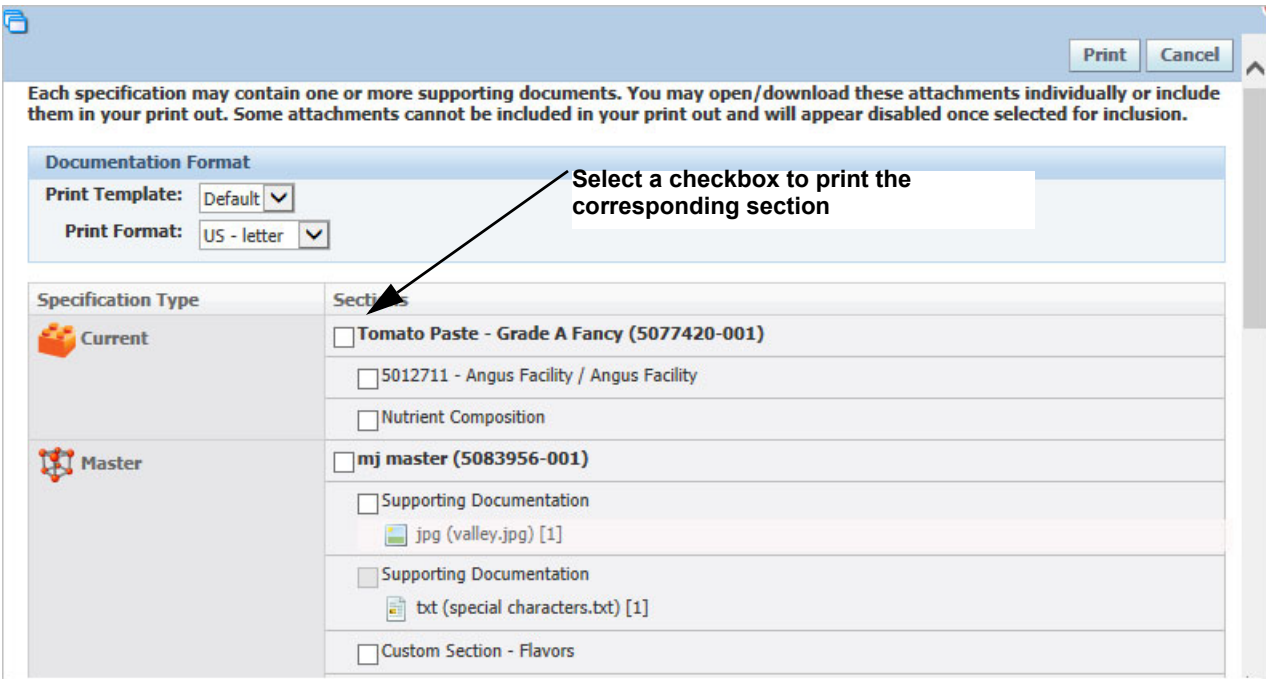 Print Cancel
Each specification may contain one or more supporting documents. You may open/download these attachments individually or include
them in your print out. Some attachments cannot be included in your print out and will appear disabled once selected for inclusion.
Documentation Format
Print Template: Default
Select a checkbox to print the
corresponding section
Print Format: US - letter
Specification Type Sections
Current Tomato Paste - Grade A Fancy (5077420-001)
5012711 - Angus Facility / Angus Facility
Nutrient Composition
Master mj master (5083956-001)
Supporting Documentation
jpg (valley.jpg) [1]
Supporting Documentation
txt (special characters.txt) [1]
Custom Section - Flavors